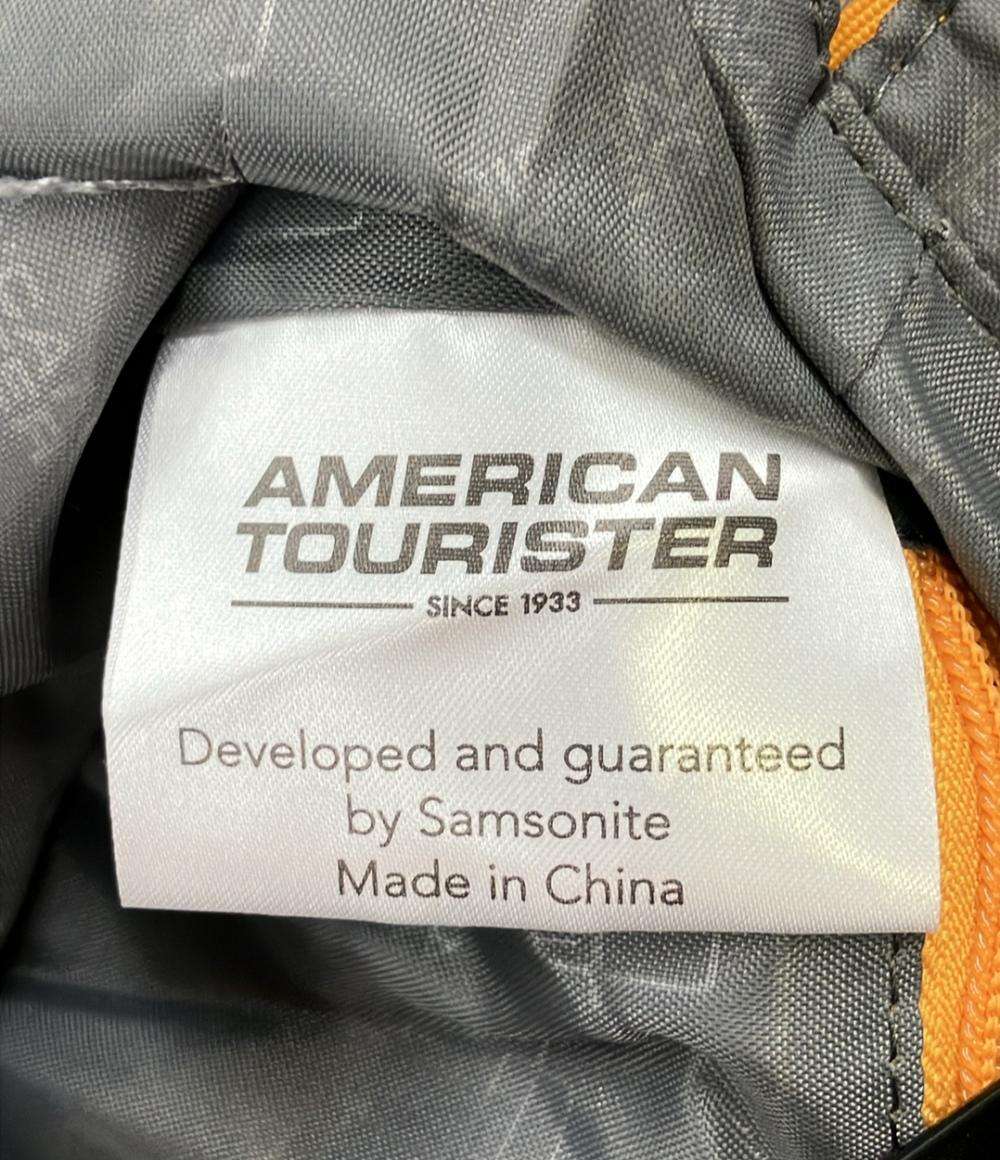 AMERICAN
TOURISTER
SINCE 1933
Developed and guaranteed
by Samsonite
Made in China